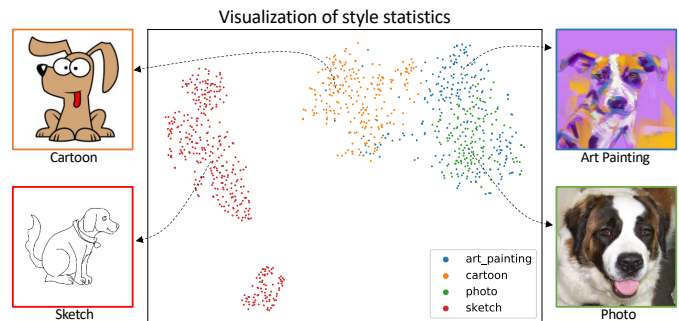 Visualization of style statistics
Cartoon
Art Painting
Sketch
Photo
art_painting
cartoon
photo
sketch